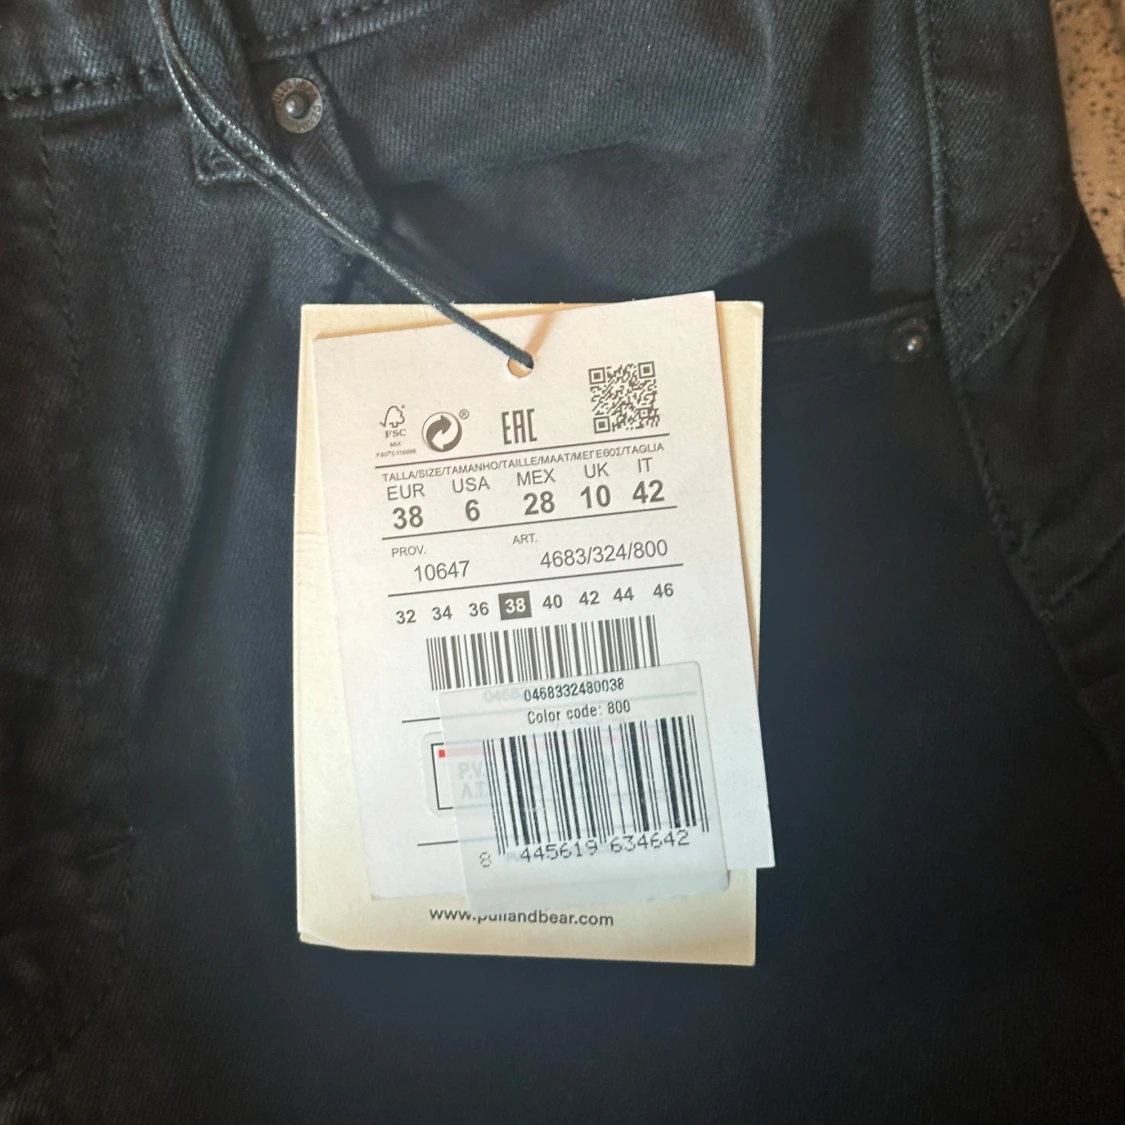 FSC
MIX
®
EAC
TALLA/SIZE/TAMANHO/TAILLE/MAAT/ΜΕΓΕΘΟΣ/TAGLIA
EUR USA MEX UK IT
38 6 28 10 42
PROV. ART.
10647 4683/324/800
32 34 36 38 40 42 44 46
0468332480038
Color code: 800
P.V.
8 445619 634642
www.pullandbear.com